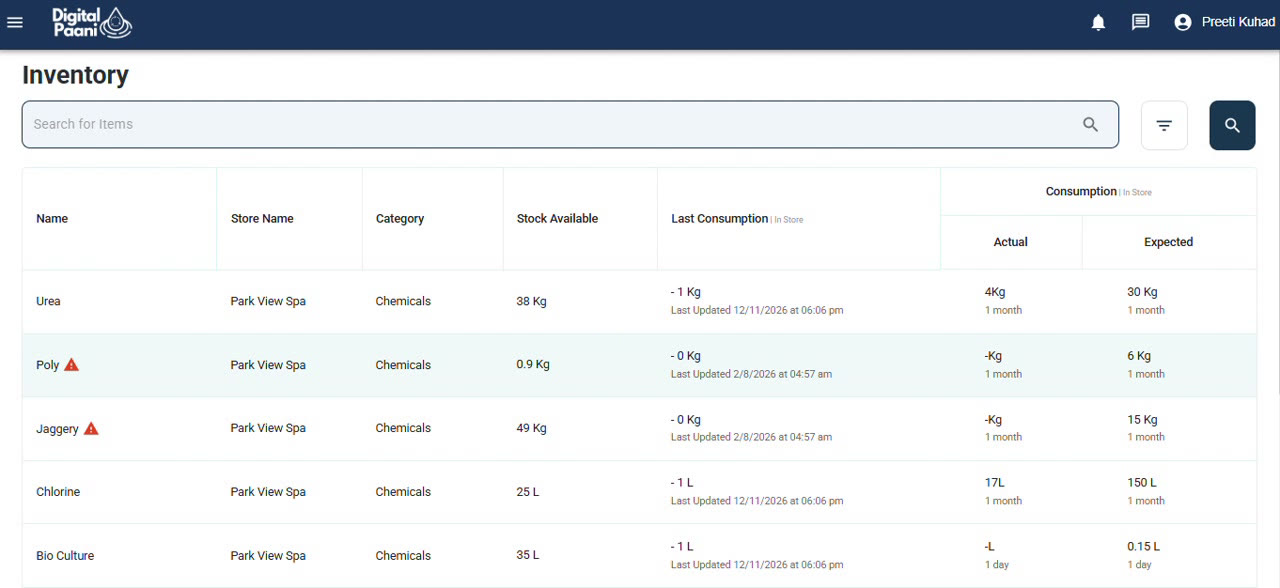 Digital
Paani
Preeti Kuhad
Inventory
Search for Items
Name
Store Name
Category
Stock Available
Last Consumption | In Store
Consumption | In Store
Actual
Expected
Urea
Park View Spa
Chemicals
38 Kg
- 1 Kg
Last Updated 12/11/2026 at 06:06 pm
4Kg
1 month
30 Kg
1 month
Poly
Park View Spa
Chemicals
0.9 Kg
- 0 Kg
Last Updated 2/8/2026 at 04:57 am
-Kg
1 month
6 Kg
1 month
Jaggery
Park View Spa
Chemicals
49 Kg
- 0 Kg
Last Updated 2/8/2026 at 04:57 am
-Kg
1 month
15 Kg
1 month
Chlorine
Park View Spa
Chemicals
25 L
- 1 L
Last Updated 12/11/2026 at 06:06 pm
17L
1 month
150 L
1 month
Bio Culture
Park View Spa
Chemicals
35 L
- 1 L
Last Updated 12/11/2026 at 06:06 pm
-L
1 day
0.15 L
1 day